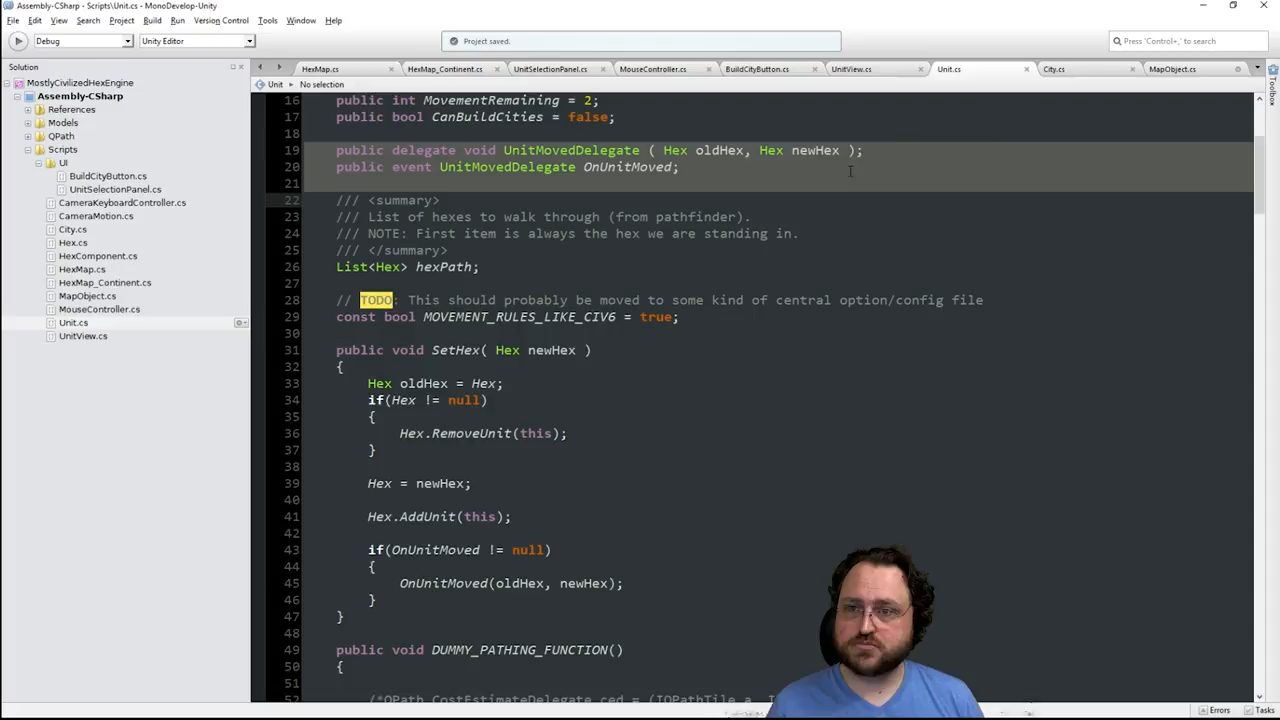 Assembly-CSharp - Scripts\Unit.cs - MonoDevelop-Unity
File Edit View Search Project Build Run Version Control Tools Window Help
Debug Unity Editor Project saved. Press 'Control+,' to search
Solution
HexMap.cs HexMap_Continent.cs UnitSelectionPanel.cs MouseController.cs BuildCityButton.cs UnitView.cs Unit.cs City.cs MapObject.cs
Toolbox
Unit No selection
MostlyCivilizedHexEngine
Assembly-CSharp
References
Models
QPath
Scripts
UI
BuildCityButton.cs
UnitSelectionPanel.cs
CameraKeyboardController.cs
CameraMotion.cs
City.cs
Hex.cs
HexComponent.cs
HexMap.cs
HexMap_Continent.cs
MapObject.cs
MouseController.cs
Unit.cs
UnitView.cs
16 public int MovementRemaining = 2;
17 public bool CanBuildCities = false;
18
19 public delegate void UnitMovedDelegate ( Hex oldHex, Hex newHex );
20 public event UnitMovedDelegate OnUnitMoved;
21
22 /// <summary>
23 /// List of hexes to walk through (from pathfinder).
24 /// NOTE: First item is always the hex we are standing in.
25 /// </summary>
26 List<Hex> hexPath;
27
28 // TODO: This should probably be moved to some kind of central option/config file
29 const bool MOVEMENT_RULES_LIKE_CIV6 = true;
30
31 public void SetHex( Hex newHex )
32 {
33 Hex oldHex = Hex;
34 if(Hex != null)
35 {
36 Hex.RemoveUnit(this);
37 }
38
39 Hex = newHex;
40
41 Hex.AddUnit(this);
42
43 if(OnUnitMoved != null)
44 {
45 OnUnitMoved(oldHex, newHex);
46 }
47 }
48
49 public void DUMMY_PATHING_FUNCTION()
50 {
51
52 /*QPath.CostEstimateDelegate ced = (IQPathTile a,
Errors Tasks